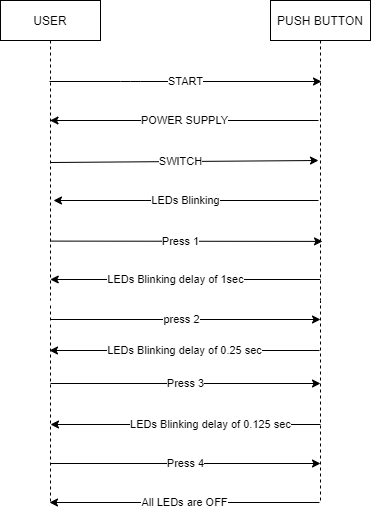 USER
PUSH BUTTON
START
POWER SUPPLY
SWITCH
LEDs Blinking
Press 1
LEDs Blinking delay of 1sec
press 2
LEDs Blinking delay of 0.25 sec
Press 3
LEDs Blinking delay of 0.125 sec
Press 4
All LEDs are OFF